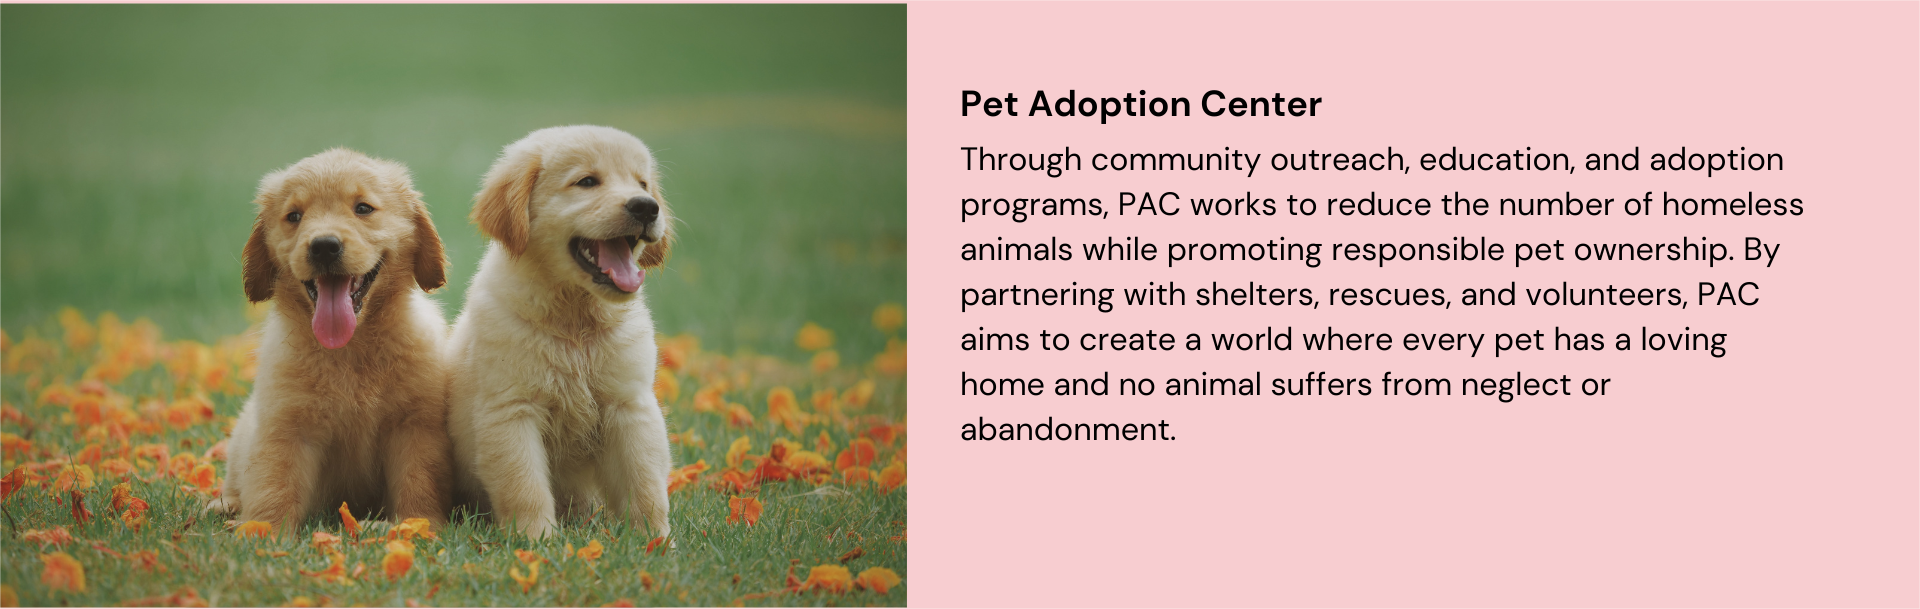 Pet Adoption Center
Through community outreach, education, and adoption
programs, PAC works to reduce the number of homeless
animals while promoting responsible pet ownership. By
partnering with shelters, rescues, and volunteers, PAC
aims to create a world where every pet has a loving
home and no animal suffers from neglect or
abandonment.